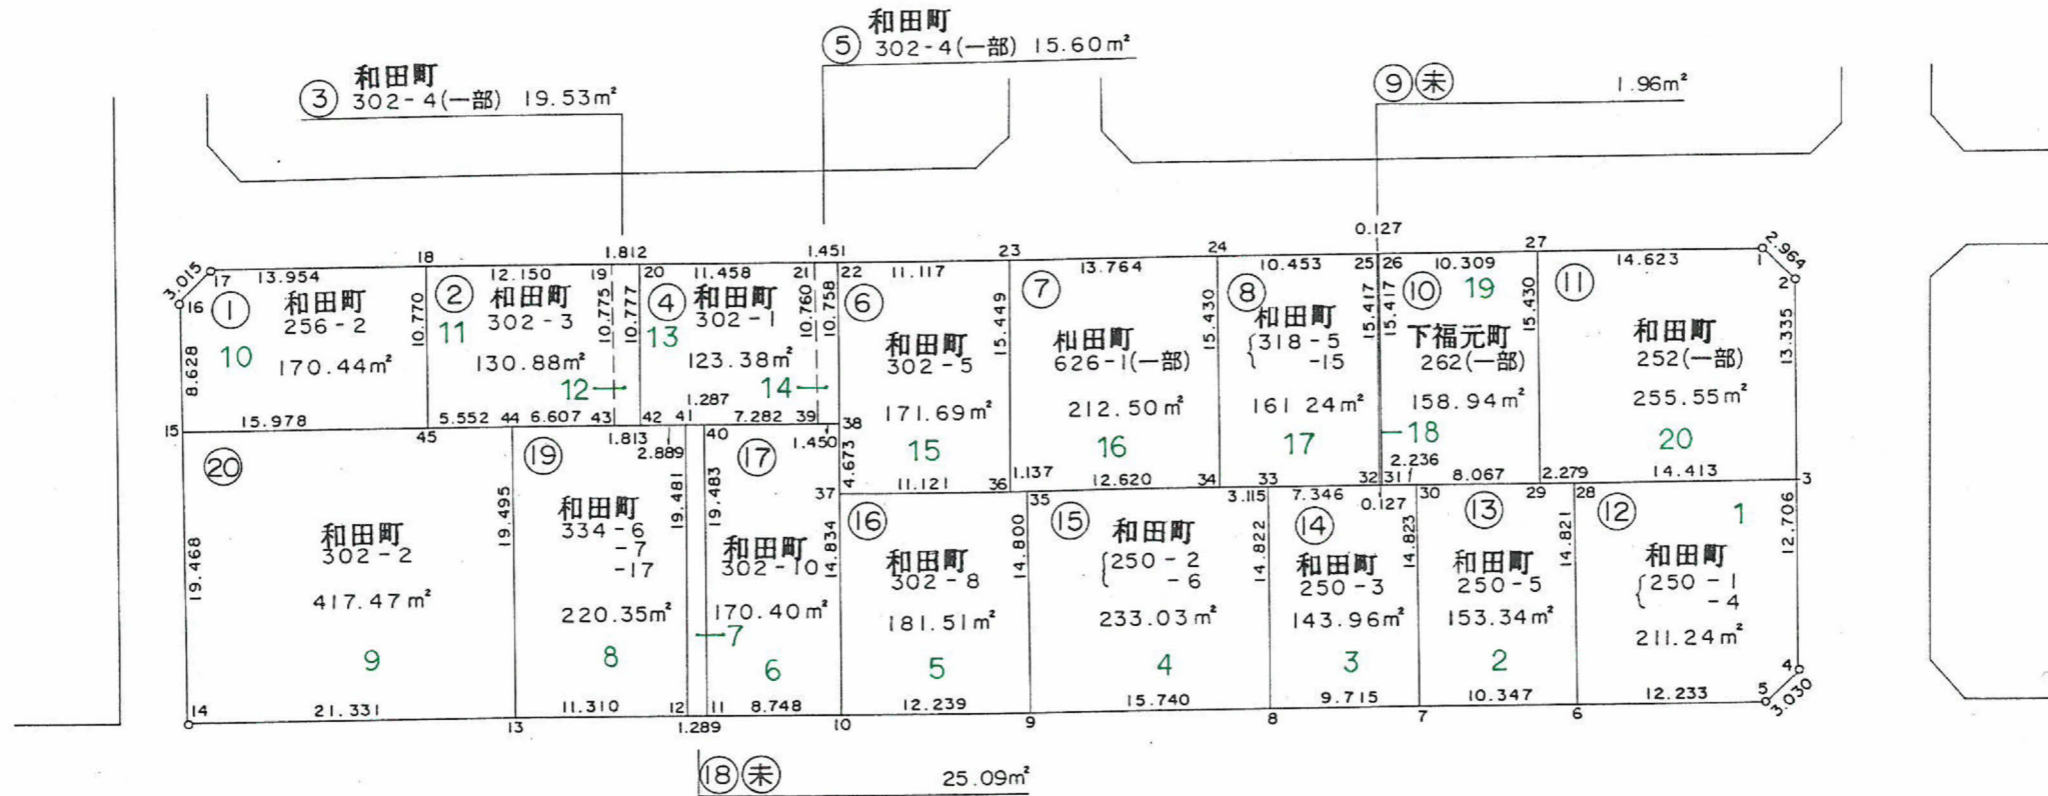 ⑤ 和田町
302-4(一部) 15.60m²
③ 和田町
302-4(一部) 19.53m²
⑨ 未 1.96m²
18 1.812 1.451 23 24 0.127 27
3.015 17 13.954 12.150 19 20 11.458 21 22 11.117 13.764 10.453 25 26 10.309 14.623 1 2.964
16 2
① 和田町
256-2
10 170.44m²
8.628
10.770
② 和田町
11 302-3
130.88m²
12
10.775
10.777
④ 和田町
13 302-1
123.38m²
14
10.760
10.758
⑥
和田町
302-5
171.69m²
15
15.449
⑦
和田町
626-1(一部)
212.50m²
16
15.430
⑧
和田町
318-5
-15
161.24m²
17
15.417
15.417
18
⑩ 19
下福元町
262(一部)
158.94m²
15.430
⑪
和田町
252(一部)
255.55m²
20
13.335
15 15.978 45 5.552 44 6.607 43 42 41 7.282 39 38
1.287
1.813 40 1.450
2.889
4.673
37 11.121 36 1.137 12.620 34 33 32 31 8.067 2.279 14.413 3
2.236
35 3.115 7.346 0.127 30 29 28
⑳
和田町
302-2
417.47m²
9
19.468
19.495
⑲
和田町
334-6
-7
-17
220.35m²
8
19.481
19.483
7
⑰
和田町
302-10
170.40m²
6
14.834
⑯
和田町
302-8
181.51m²
5
14.800
⑮ 和田町
250-2
-6
233.03m²
4
14.822
⑭
和田町
250-3
143.96m²
3
14.823
⑬
和田町
250-5
153.34m²
2
14.821
⑫ 1
和田町
250-1
-4
211.24m²
12.706
4
5 3.030
14 21.331 13 11.310 12 11 8.748 10 12.239 9 15.740 8 9.715 7 10.347 6 12.233
1.289
⑱ 未 25.09m²